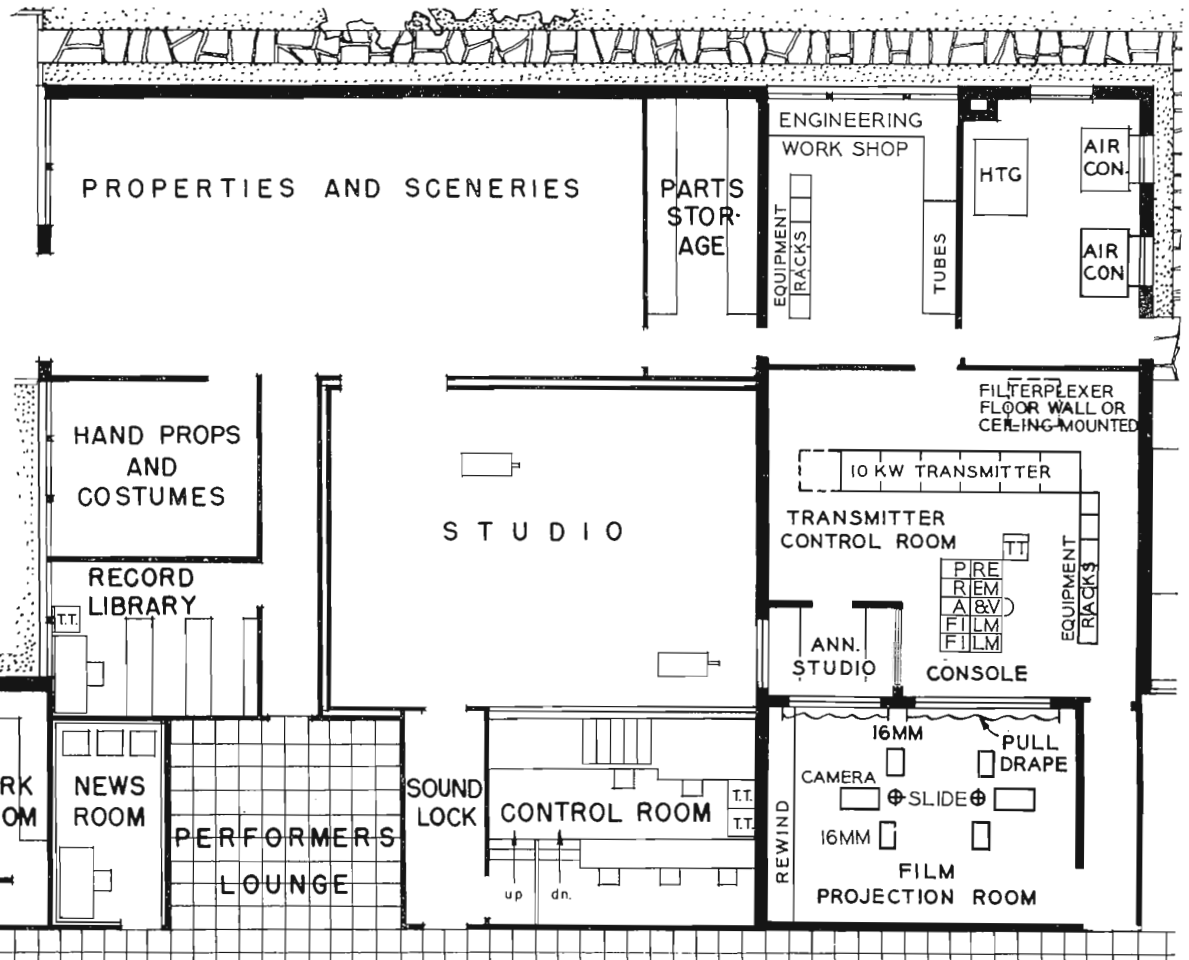 ENGINEERING
WORK SHOP
PROPERTIES AND SCENERIES
PARTS
STOR-
AGE
EQUIPMENT
RACKS
TUBES
HTG
AIR
CON.
AIR
CON
HAND PROPS
AND
COSTUMES
STUDIO
FILTERPLEXER
FLOOR WALL OR
CEILING MOUNTED
10 KW TRANSMITTER
TRANSMITTER
CONTROL ROOM
TT
PRE
REM
A&V
FILM
FILM
CONSOLE
EQUIPMENT
RACKS
RECORD
LIBRARY
T.T.
ANN.
STUDIO
RK
OM
NEWS
ROOM
PERFORMERS
LOUNGE
SOUND
LOCK
CONTROL ROOM
T.T.
T.T.
up
dn.
REWIND
16MM
PULL
DRAPE
CAMERA
SLIDE
16MM
FILM
PROJECTION ROOM